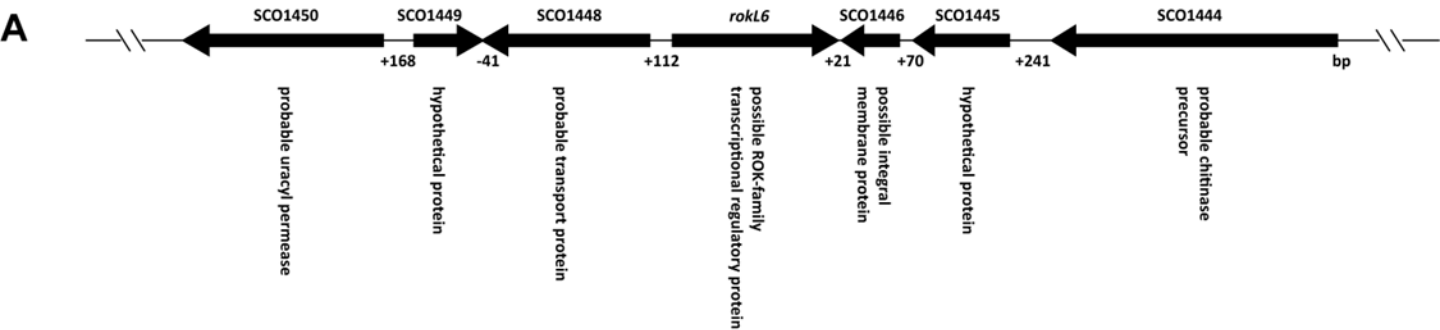 A
SCO1450 SCO1449 SCO1448 rokL6 SCO1446 SCO1445 SCO1444
+168 -41 +112 +21 +70 +241 bp
probable uracyl permease
hypothetical protein
probable transport protein
possible ROK-family
transcriptional regulatory protein
possible integral
membrane protein
hypothetical protein
probable chitinase
precursor